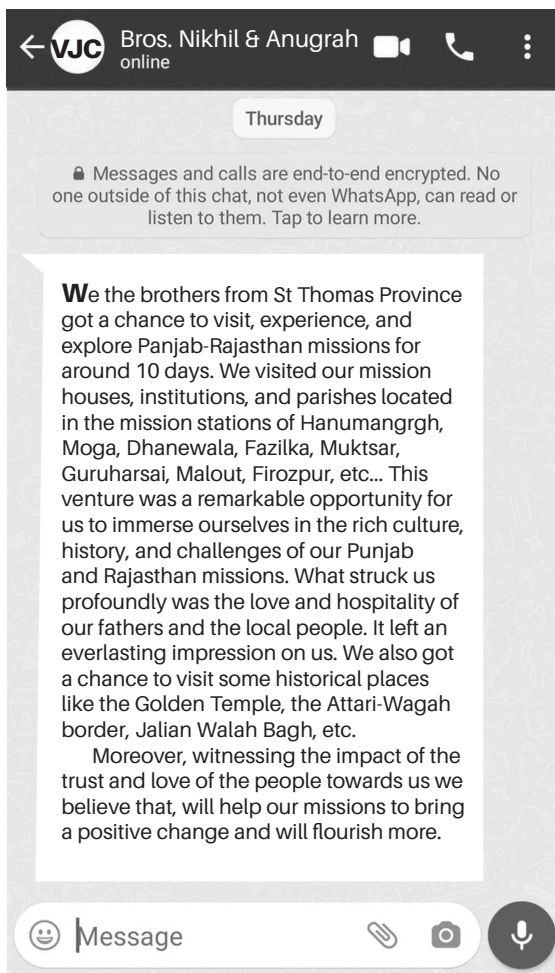 VJC
Bros. Nikhil & Anugrah
online
Thursday
Messages and calls are end-to-end encrypted. No
one outside of this chat, not even WhatsApp, can read or
listen to them. Tap to learn more.
We the brothers from St Thomas Province
got a chance to visit, experience, and
explore Panjab-Rajasthan missions for
around 10 days. We visited our mission
houses, institutions, and parishes located
in the mission stations of Hanumangrgh,
Moga, Dhanewala, Fazilka, Muktsar,
Guruharsai, Malout, Firozpur, etc... This
venture was a remarkable opportunity for
us to immerse ourselves in the rich culture,
history, and challenges of our Punjab
and Rajasthan missions. What struck us
profoundly was the love and hospitality of
our fathers and the local people. It left an
everlasting impression on us. We also got
a chance to visit some historical places
like the Golden Temple, the Attari-Wagah
border, Jalian Walah Bagh, etc.
Moreover, witnessing the impact of the
trust and love of the people towards us we
believe that, will help our missions to bring
a positive change and will flourish more.
Message